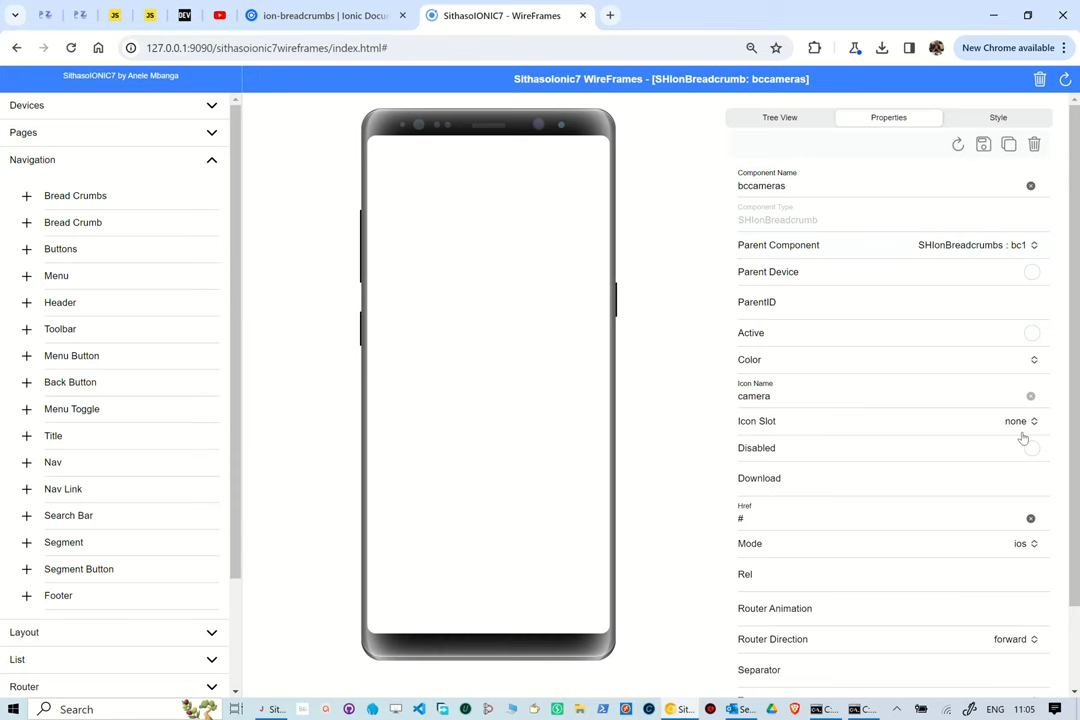 ion-breadcrumbs | Ionic Docu
SithasoIONIC7 - WireFrames
127.0.0.1:9090/sithasoionic7wireframes/index.html#
New Chrome available
SithasoIONIC7 by Anele Mbanga
SithasoIonic7 WireFrames - [SHIonBreadcrumb: bccameras]
Devices
Pages
Navigation
Bread Crumbs
Bread Crumb
Buttons
Menu
Header
Toolbar
Menu Button
Back Button
Menu Toggle
Title
Nav
Nav Link
Search Bar
Segment
Segment Button
Footer
Layout
List
Router
Tree View
Properties
Style
Component Name
bccameras
Component Type
SHIonBreadcrumb
Parent Component
SHIonBreadcrumbs : bc1
Parent Device
ParentID
Active
Color
Icon Name
camera
Icon Slot
none
Disabled
Download
Href
#
Mode
ios
Rel
Router Animation
Router Direction
forward
Separator
Search
Sit...
Sit...
C:...
Se...
C:...
C:...
ENG
11:05